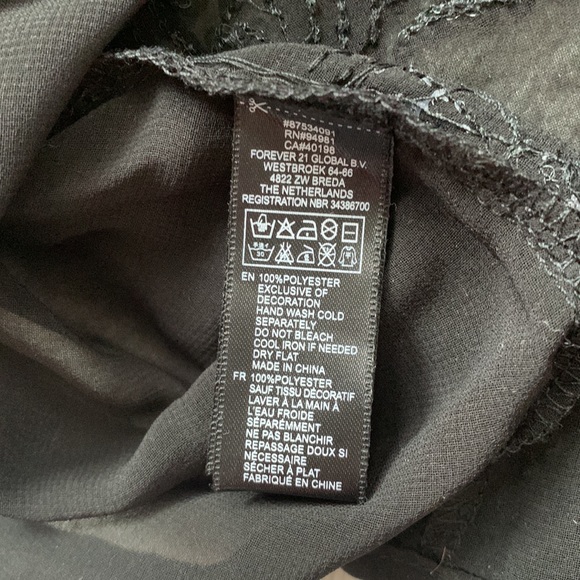 #87534091
RN#94981
CA#40198
FOREVER 21 GLOBAL B.V.
WESTBROEK 64-66
4822 ZW BREDA
THE NETHERLANDS
REGISTRATION NBR 34386700
30
EN 100%POLYESTER
EXCLUSIVE OF
DECORATION
HAND WASH COLD
SEPARATELY
DO NOT BLEACH
COOL IRON IF NEEDED
DRY FLAT
MADE IN CHINA
FR 100%POLYESTER
SAUF TISSU DÉCORATIF
LAVER À LA MAIN À
L'EAU FROIDE
SÉPARÉMMENT
NE PAS BLANCHIR
REPASSAGE DOUX SI
NÉCESSAIRE
SÉCHER À PLAT
FABRIQUÉ EN CHINE